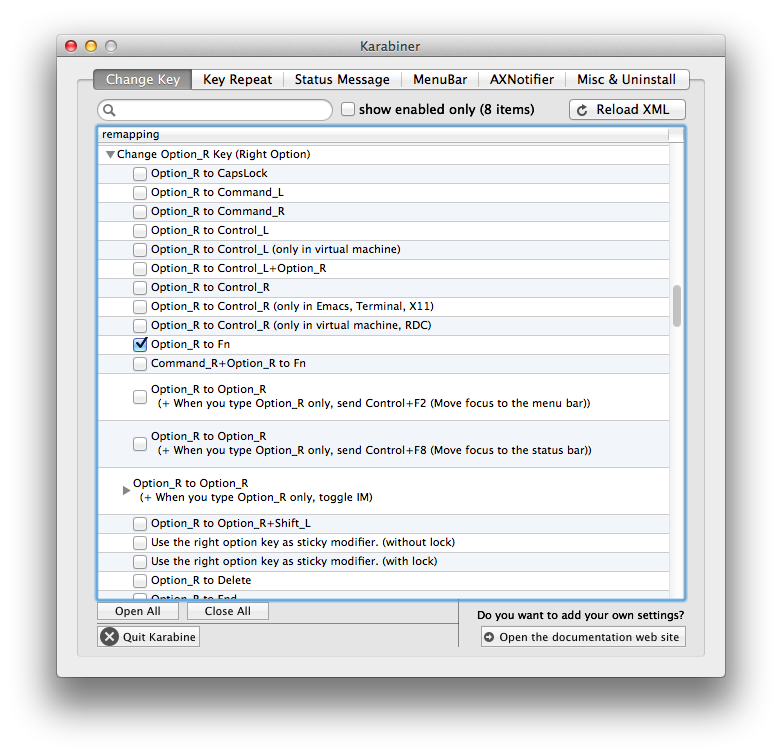 Karabiner
Change Key
Key Repeat
Status Message
MenuBar
AXNotifier
Misc & Uninstall
show enabled only (8 items)
Reload XML
remapping
Change Option_R Key (Right Option)
Option_R to CapsLock
Option_R to Command_L
Option_R to Command_R
Option_R to Control_L
Option_R to Control_L (only in virtual machine)
Option_R to Control_L+Option_R
Option_R to Control_R
Option_R to Control_R (only in Emacs, Terminal, X11)
Option_R to Control_R (only in virtual machine, RDC)
Option_R to Fn
Command_R+Option_R to Fn
Option_R to Option_R
(+ When you type Option_R only, send Control+F2 (Move focus to the menu bar))
Option_R to Option_R
(+ When you type Option_R only, send Control+F8 (Move focus to the status bar))
Option_R to Option_R
(+ When you type Option_R only, toggle IM)
Option_R to Option_R+Shift_L
Use the right option key as sticky modifier. (without lock)
Use the right option key as sticky modifier. (with lock)
Option_R to Delete
Option_R to End
Open All
Close All
Do you want to add your own settings?
Quit Karabine
Open the documentation web site